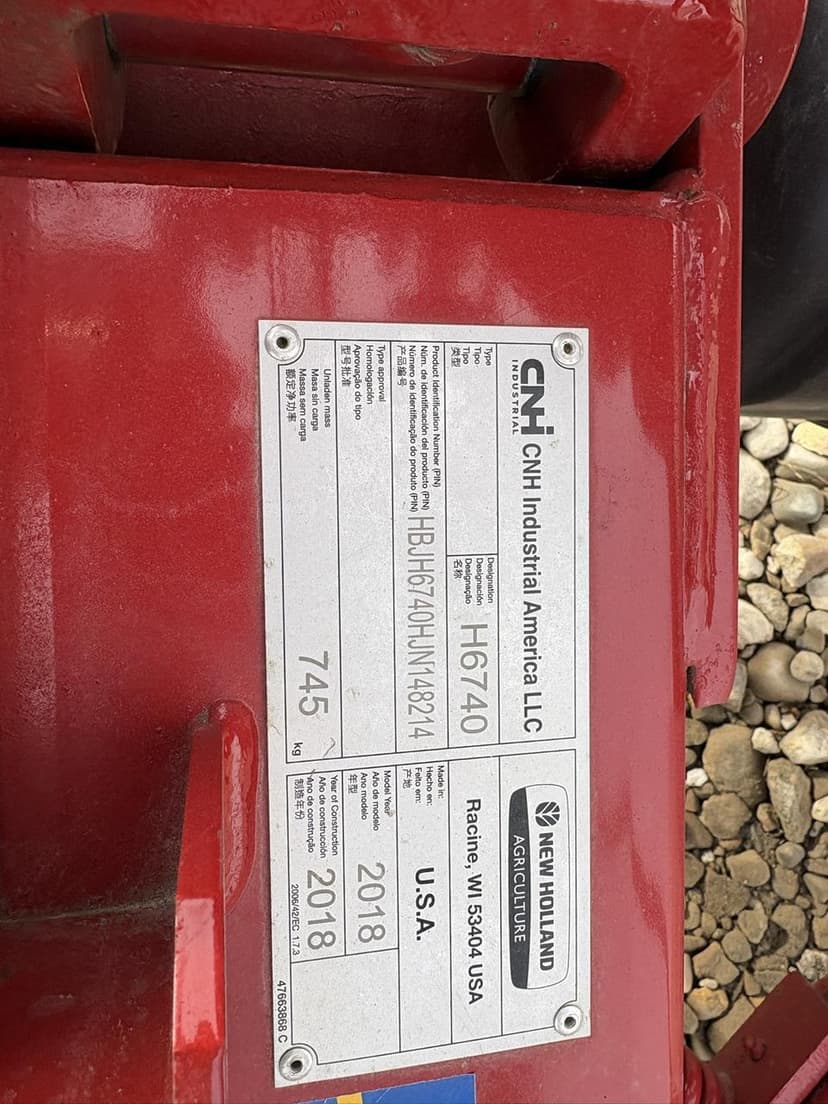 CNH
INDUSTRIAL
CNH Industrial America LLC
Type
Tipo
Tipo
类型
Designation
Designación
Designação
名称
H6740
Product Identification Number (PIN)
Núm. de identificación del producto (PIN)
Número de identificação do produto (PIN)
产品编号
HBJH6740HJN148214
Type approval
Homologación
Aprovação do tipo
型号批准
Unladen mass
Masa sin carga
Massa sem carga
额定净功率
745
kg
NEW HOLLAND
AGRICULTURE
Racine, WI 53404 USA
Made in:
Hecho en:
Feito em:
产地
U.S.A.
Model Year
Año de modelo
Ano modelo
年型
2018
Year of Construction
Año de construcción
Ano de construção
制造年份
2018
2006/42/EC 1.7.3
47663868 C